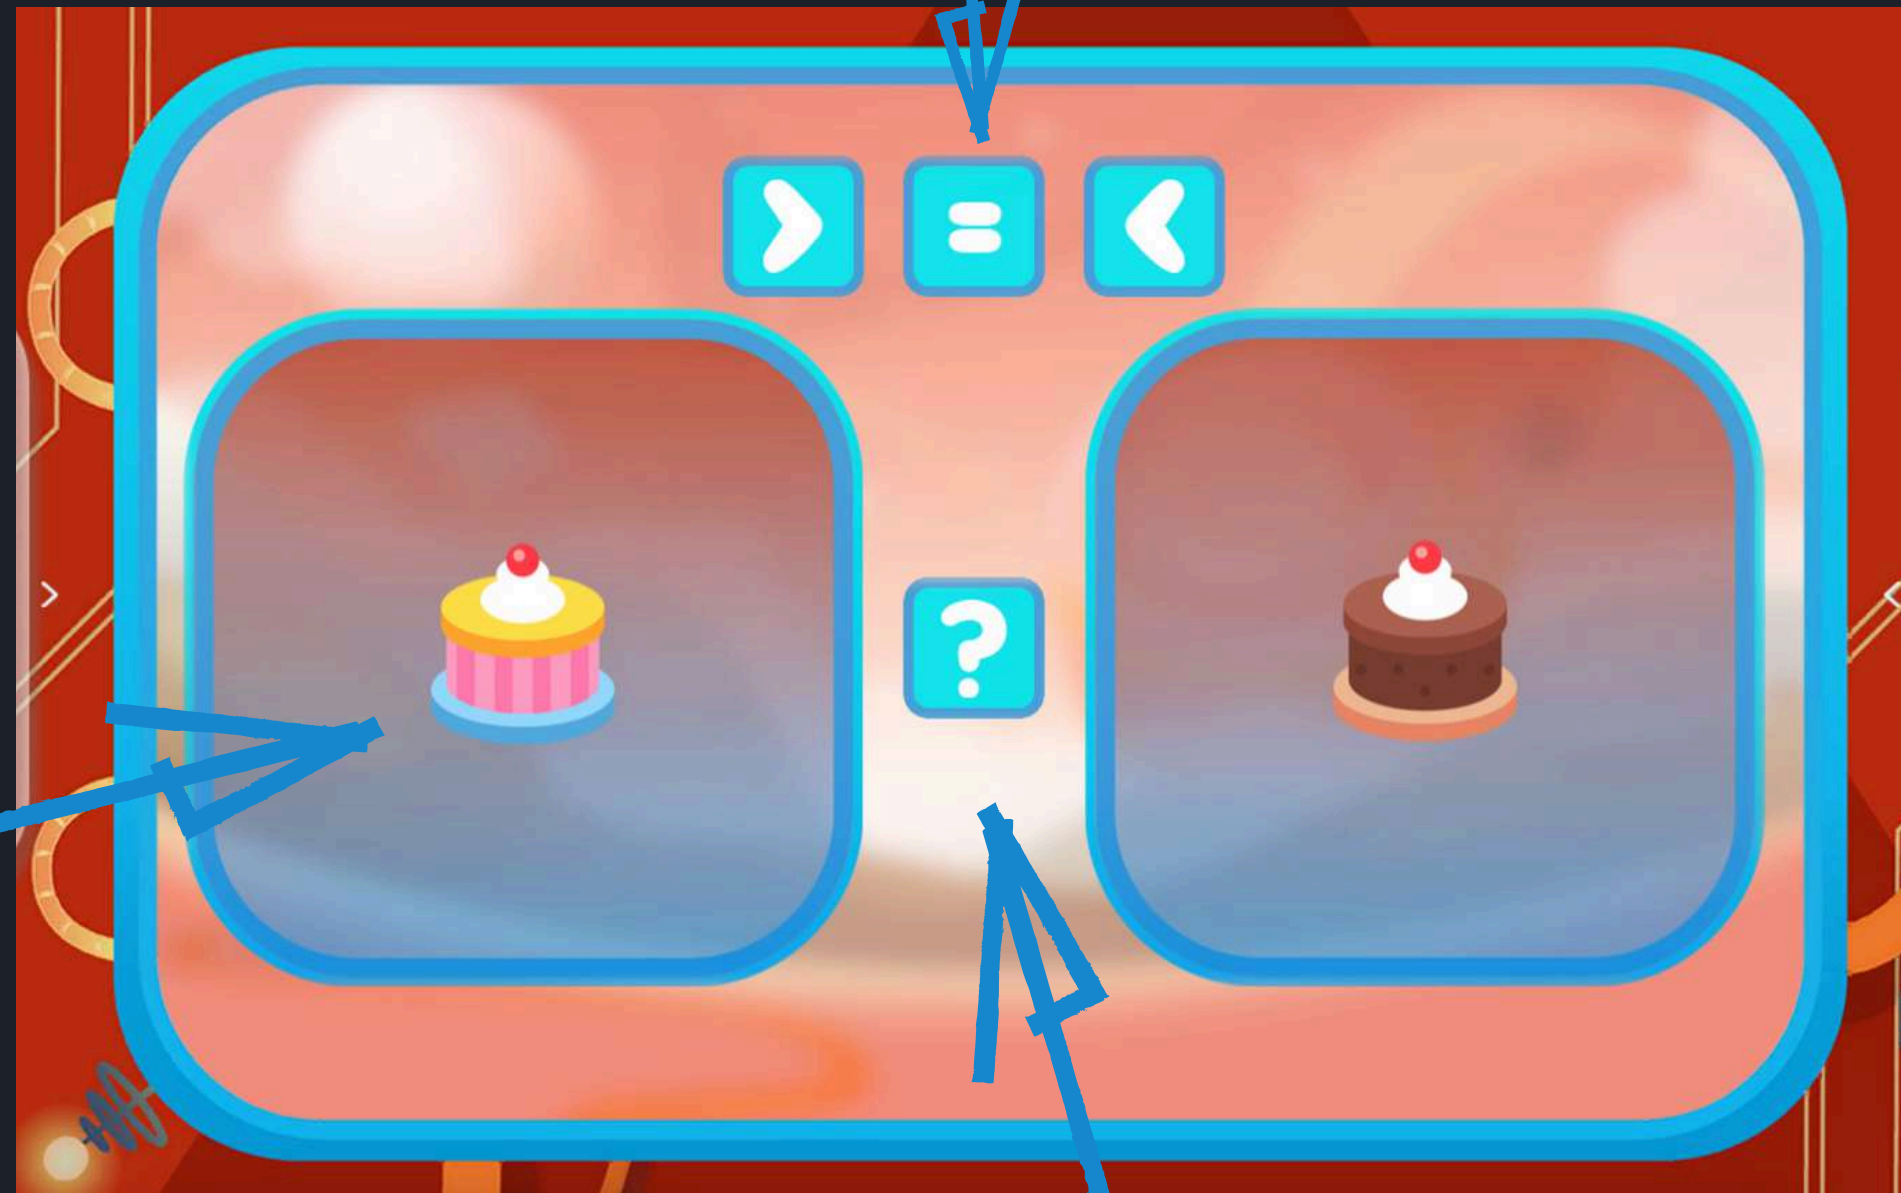 > = <
?